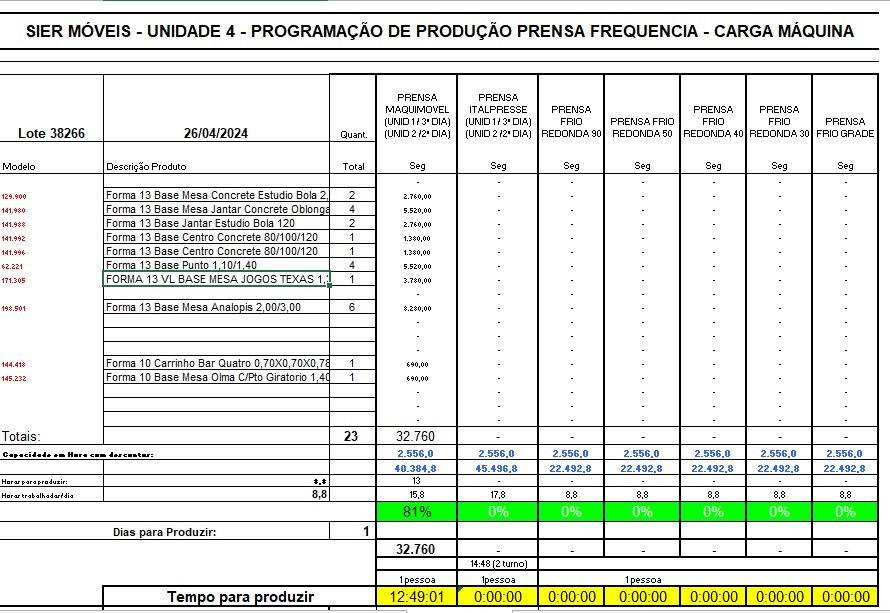 SIER MÓVEIS - UNIDADE 4 - PROGRAMAÇÃO DE PRODUÇÃO PRENSA FREQUENCIA - CARGA MÁQUINA
Lote 38266 26/04/2024 Quant. PRENSA MAQUIMOVEL (UNID 1 / 3ª DIA) (UNID 2 /2ª DIA) PRENSA ITALPRESSE (UNID 1/ 3ª DIA) (UNID 2 /2ª DIA) PRENSA FRIO REDONDA 90 PRENSA FRIO REDONDA 50 PRENSA FRIO REDONDA 40 PRENSA FRIO REDONDA 30 PRENSA FRIO GRADE
Modelo Descrição Produto Total Seg Seg Seg Seg Seg Seg Seg
- - - - - - -
129.900 Forma 13 Base Mesa Concrete Estudio Bola 2, 2 2.760,00 - - - - - -
141.980 Forma 13 Base Mesa Jantar Concrete Oblonga 4 5.520,00 - - - - - -
141.988 Forma 13 Base Jantar Estudio Bola 120 2 2.760,00 - - - - - -
141.992 Forma 13 Base Centro Concrete 80/100/120 1 1.380,00 - - - - - -
141.996 Forma 13 Base Centro Concrete 80/100/120 1 1.380,00 - - - - - -
62.221 Forma 13 Base Punto 1,10/1,40 4 5.520,00 - - - - - -
171.305 FORMA 13 VL BASE MESA JOGOS TEXAS 1, 1 3.780,00 - - - - - -
- - - - - - -
198.501 Forma 13 Base Mesa Analopis 2,00/3,00 6 8.280,00 - - - - - -
- - - - - - -
- - - - - - -
- - - - - - -
144.418 Forma 10 Carrinho Bar Quatro 0,70X0,70X0,78 1 690,00 - - - - - -
145.232 Forma 10 Base Mesa Olma C/Pto Giratorio 1,40 1 690,00 - - - - - -
- - - - - - -
- - - - - - -
- - - - - - -
Totais: 23 32.760 - - - - - -
Capacidade em Hora com descontar: 2.556,0 2.556,0 2.556,0 2.556,0 2.556,0 2.556,0 2.556,0
40.384,8 45.496,8 22.492,8 22.492,8 22.492,8 22.492,8 22.492,8
Horar para produzir: 8,8 13 - - - - - -
Horar trabalhadar/dia 8,8 15,8 17,8 8,8 8,8 8,8 8,8 8,8
81% 0% 0% 0% 0% 0% 0%
Dias para Produzir: 1
32.760 - - - - - -
14:48 (2 turno)
1 pessoa 1pessoa 1 pessoa
Tempo para produzir 12:49:01 0:00:00 0:00:00 0:00:00 0:00:00 0:00:00 0:00:00